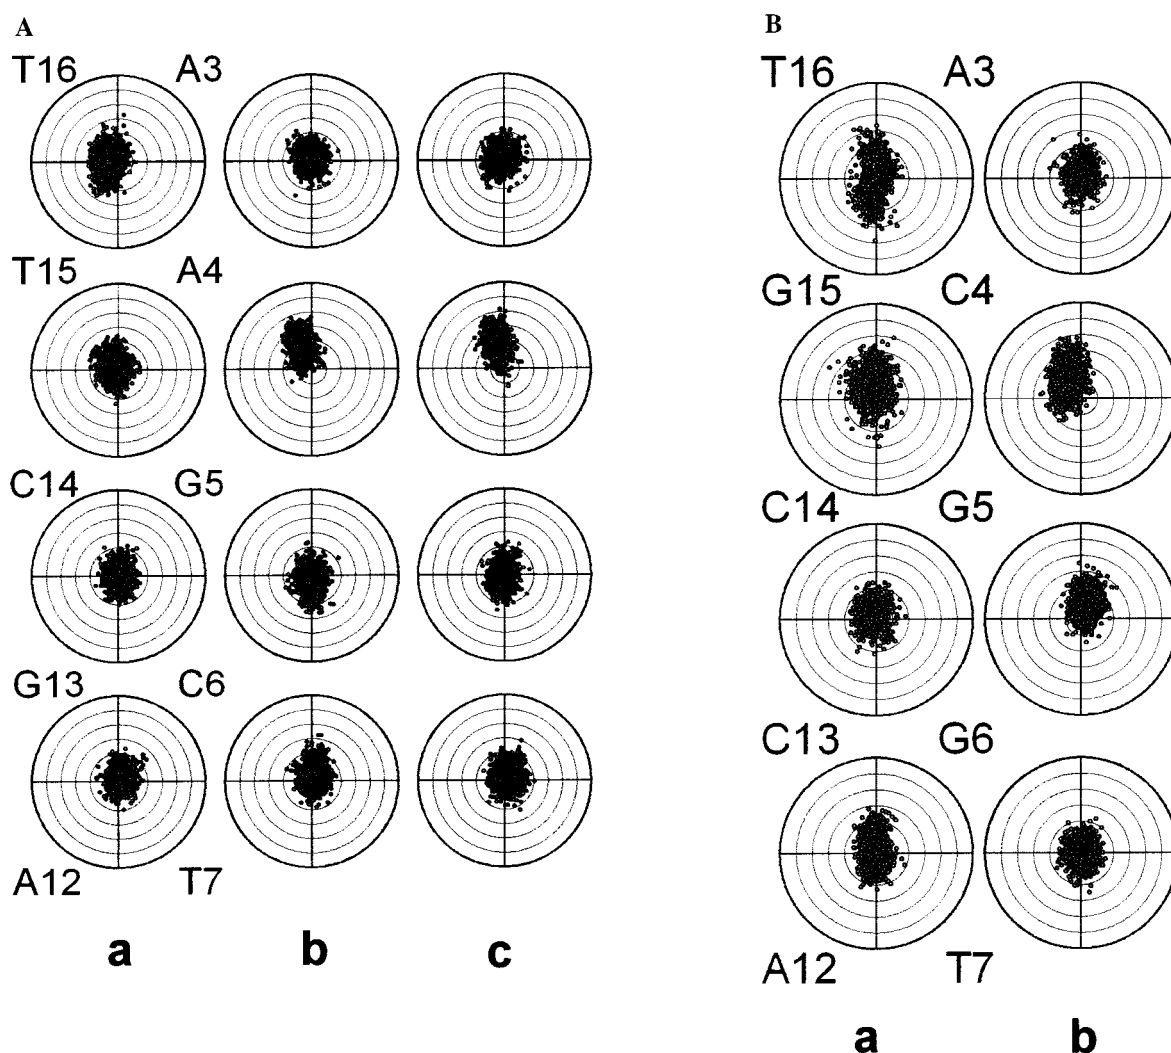 A
T16 A3
T15 A4
C14 G5
G13 C6
A12 T7
a b c
B
T16 A3
G15 C4
C14 G5
C13 G6
A12 T7
a b